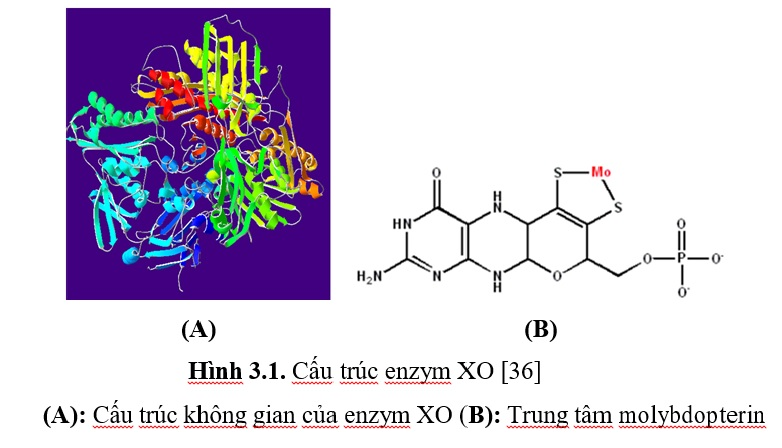 O
HN
H₂N
N
H
N
N
H
O
S
Mo
S
O
O
P
O⁻
O⁻
(A)
(B)
Hình 3.1. Cấu trúc enzym XO [36]
(A): Cấu trúc không gian của enzym XO (B): Trung tâm molybdopterin